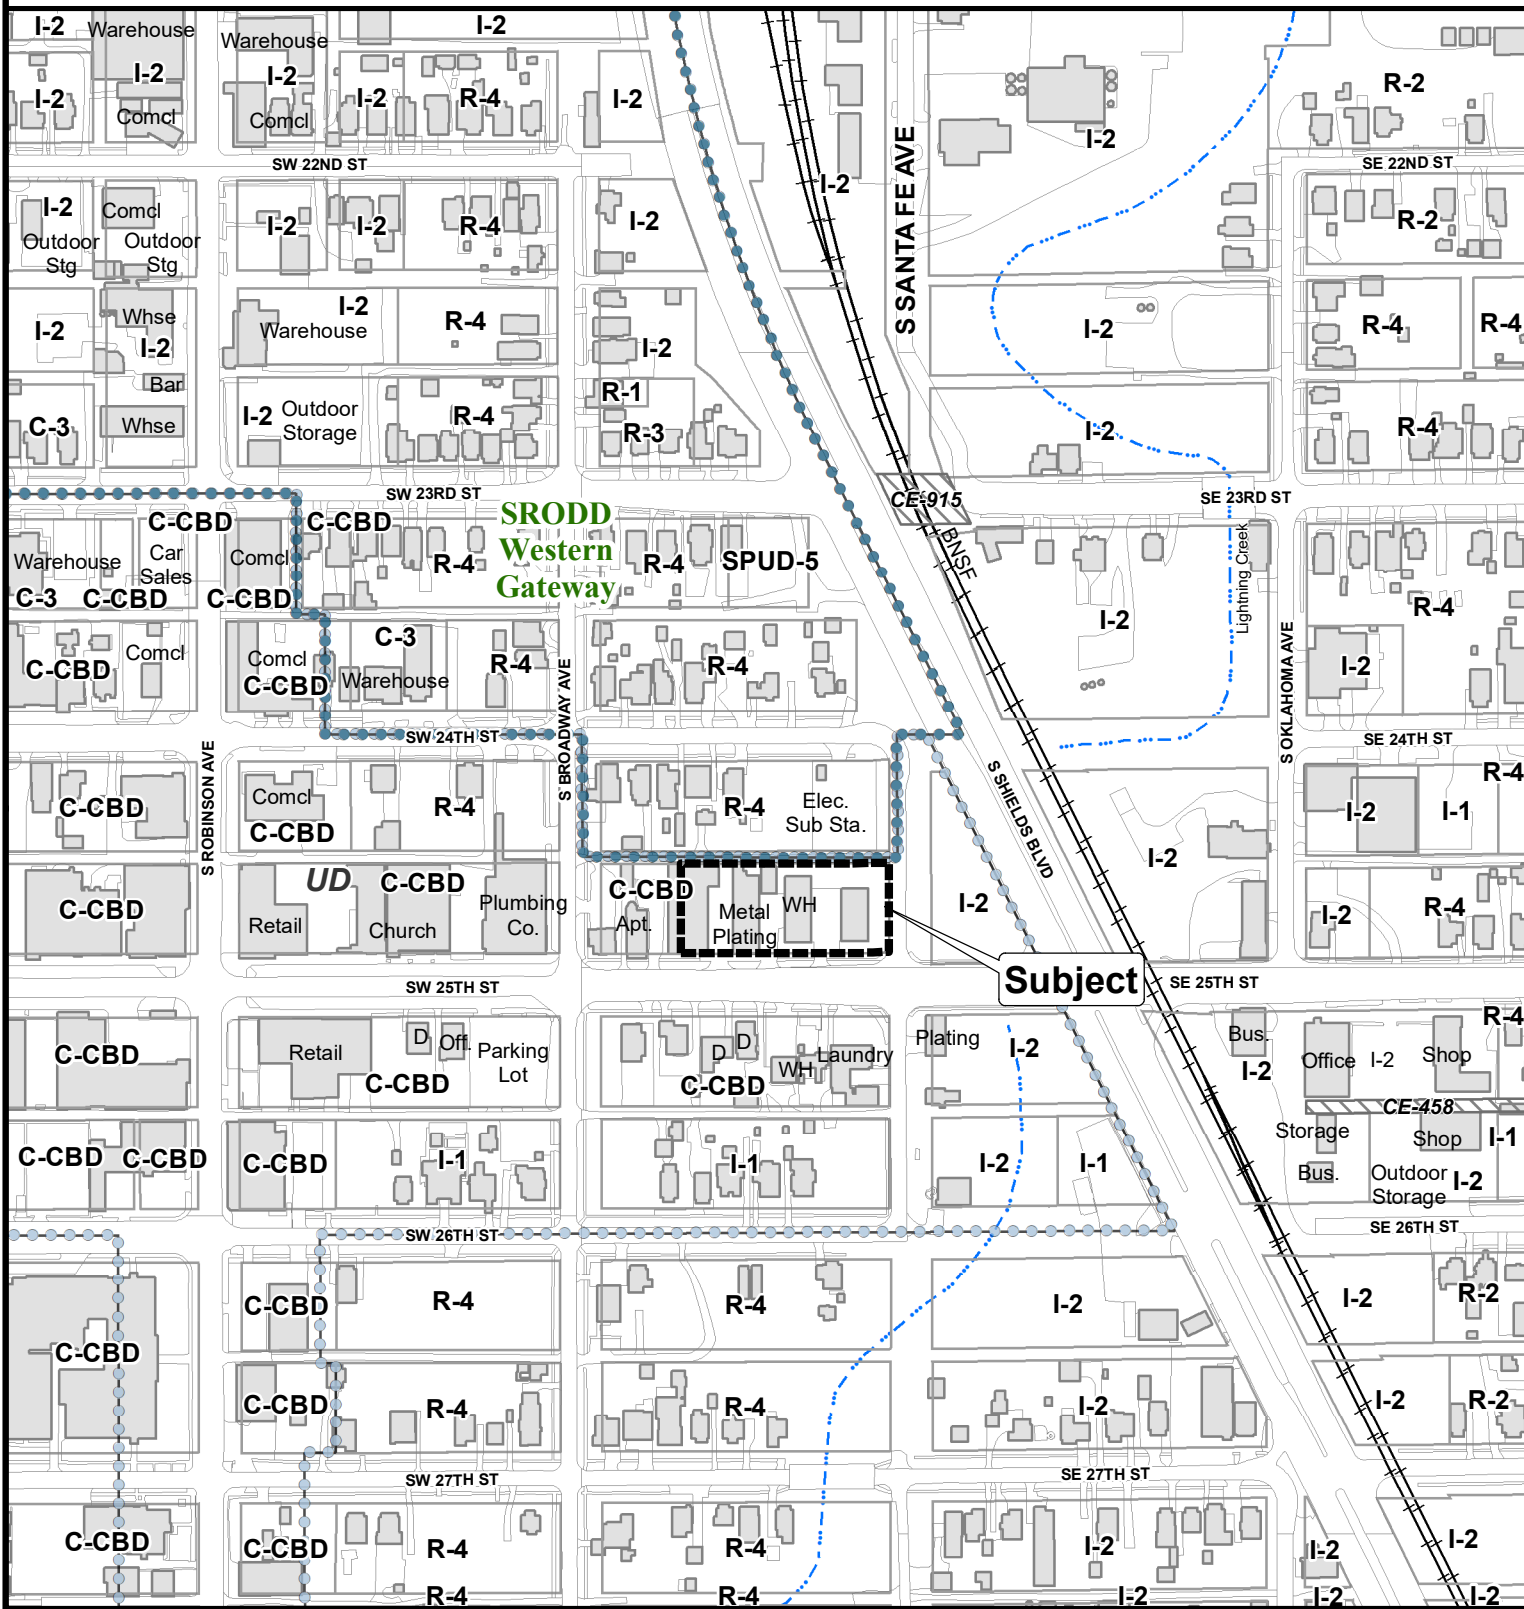 I-2
Warehouse
I-2
Warehouse
I-2
I-2
I-2
R-2
I-2
Comcl
Comcl
I-2
R-4
I-2
I-2
SW 22ND ST
S SANTA FE AVE
SE 22ND ST
I-2
I-2
Comcl
Outdoor
Stg
Outdoor
Stg
I-2
I-2
R-4
I-2
R-2
I-2
Whse
I-2
Bar
Whse
I-2
Warehouse
R-4
I-2
I-2
R-4
R-4
C-3
I-2
Outdoor
Storage
R-4
R-1
R-3
I-2
R-4
SW 23RD ST
CE-915
SE 23RD ST
BNSF
Lightning Creek
C-CBD
C-CBD
SRODD
Western
Gateway
Warehouse
Car
Sales
Comcl
R-4
R-4
SPUD-5
C-3
C-CBD
C-CBD
I-2
R-4
C-CBD
Comcl
Comcl
C-CBD
C-3
Warehouse
R-4
R-4
S OKLAHOMA AVE
I-2
S BROADWAY AVE
S ROBINSON AVE
SW 24TH ST
S SHIELDS BLVD
SE 24TH ST
C-CBD
Comcl
C-CBD
R-4
R-4
Elec.
Sub Sta.
I-2
I-2
I-1
R-4
C-CBD
UD
C-CBD
Retail
Church
Plumbing
Co.
C-CBD
Apt.
Metal
Plating
WH
I-2
I-2
R-4
Subject
SW 25TH ST
SE 25TH ST
C-CBD
Retail
D
Off.
Parking
Lot
C-CBD
D
D
WH
Laundry
C-CBD
Plating
I-2
Bus.
I-2
Office
I-2
Shop
R-4
CE-458
C-CBD
C-CBD
C-CBD
I-1
I-1
I-2
I-1
Storage
Shop
I-1
Bus.
Outdoor
Storage
I-2
SW 26TH ST
SE 26TH ST
C-CBD
C-CBD
R-4
R-4
I-2
I-2
R-2
C-CBD
R-4
R-4
I-2
I-2
R-2
SW 27TH ST
SE 27TH ST
C-CBD
C-CBD
R-4
R-4
I-2
I-2
I-2
R-4
R-4
I-2
I-2
I-2